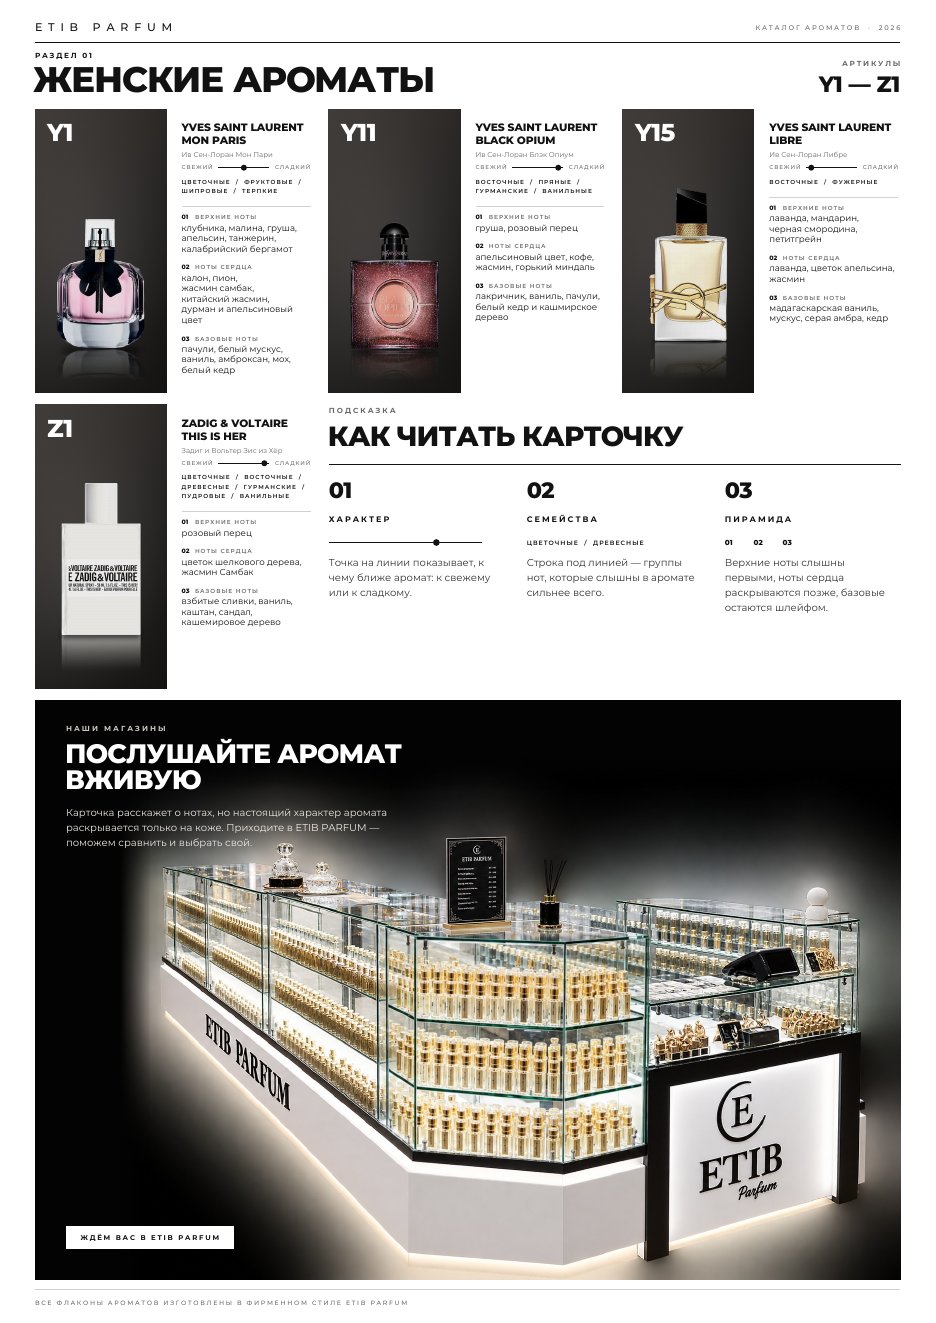 ETIB PARFUM
КАТАЛОГ АРОМАТОВ · 2026
РАЗДЕЛ 01
ЖЕНСКИЕ АРОМАТЫ
АРТИКУЛЫ
Y1 — Z1
Y1
YVES SAINT LAURENT
MON PARIS
Ив Сен-Лоран Мон Пари
СВЕЖИЙ СЛАДКИЙ
ЦВЕТОЧНЫЕ / ФРУКТОВЫЕ /
ШИПРОВЫЕ / ТЕРПКИЕ
01 ВЕРХНИЕ НОТЫ
клубника, малина, груша,
апельсин, танжерин,
калабрийский бергамот
02 НОТЫ СЕРДЦА
калон, пион,
жасмин самбак,
китайский жасмин,
дурман и апельсиновый
цвет
03 БАЗОВЫЕ НОТЫ
пачули, белый мускус,
ваниль, амброксан, мох,
белый кедр
Y11
YVES SAINT LAURENT
BLACK OPIUM
Ив Сен-Лоран Блэк Опиум
СВЕЖИЙ СЛАДКИЙ
ВОСТОЧНЫЕ / ПРЯНЫЕ /
ГУРМАНСКИЕ / ВАНИЛЬНЫЕ
01 ВЕРХНИЕ НОТЫ
груша, розовый перец
02 НОТЫ СЕРДЦА
апельсиновый цвет, кофе,
жасмин, горький миндаль
03 БАЗОВЫЕ НОТЫ
лакричник, ваниль, пачули,
белый кедр и кашмирское
дерево
Y15
YVES SAINT LAURENT
LIBRE
Ив Сен-Лоран Либре
СВЕЖИЙ СЛАДКИЙ
ВОСТОЧНЫЕ / ФУЖЕРНЫЕ
01 ВЕРХНИЕ НОТЫ
лаванда, мандарин,
черная смородина,
петитгрейн
02 НОТЫ СЕРДЦА
лаванда, цветок апельсина,
жасмин
03 БАЗОВЫЕ НОТЫ
мадагаскарская ваниль,
мускус, серая амбра, кедр
Z1
ZADIG & VOLTAIRE
THIS IS HER
Задиг и Вольтер Зис из Хёр
СВЕЖИЙ СЛАДКИЙ
ЦВЕТОЧНЫЕ / ВОСТОЧНЫЕ /
ДРЕВЕСНЫЕ / ГУРМАНСКИЕ /
ПУДРОВЫЕ / ВАНИЛЬНЫЕ
01 ВЕРХНИЕ НОТЫ
розовый перец
02 НОТЫ СЕРДЦА
цветок шелкового дерева,
жасмин Самбак
03 БАЗОВЫЕ НОТЫ
взбитые сливки, ваниль,
каштан, сандал,
кашемировое дерево
VOLTAIRE ZADIG & VOLTAIRE
E ZADIG & VOLTAIRE
ПОДСКАЗКА
КАК ЧИТАТЬ КАРТОЧКУ
01
ХАРАКТЕР
Точка на линии показывает, к
чему ближе аромат: к свежему
или к сладкому.
02
СЕМЕЙСТВА
ЦВЕТОЧНЫЕ / ДРЕВЕСНЫЕ
Строка под линией — группы
нот, которые слышны в аромате
сильнее всего.
03
ПИРАМИДА
01 02 03
Верхние ноты слышны
первыми, ноты сердца
раскрываются позже, базовые
остаются шлейфом.
НАШИ МАГАЗИНЫ
ПОСЛУШАЙТЕ АРОМАТ
ВЖИВУЮ
Карточка расскажет о нотах, но настоящий характер аромата
раскрывается только на коже. Приходите в ETIB PARFUM —
поможем сравнить и выбрать свой.
E
ETIB PARFUM
ETIB PARFUM
E
ETIB
Parfum
ЖДЁМ ВАС В ETIB PARFUM
ВСЕ ФЛАКОНЫ АРОМАТОВ ИЗГОТОВЛЕНЫ В ФИРМЕННОМ СТИЛЕ ETIB PARFUM